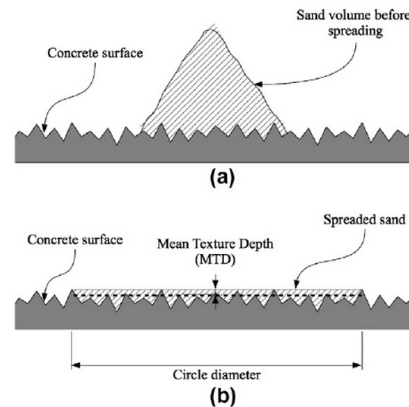 Sand volume before
spreading
Concrete surface
(a)
Concrete surface
Mean Texture Depth
(MTD)
Spreaded sand
Circle diameter
(b)